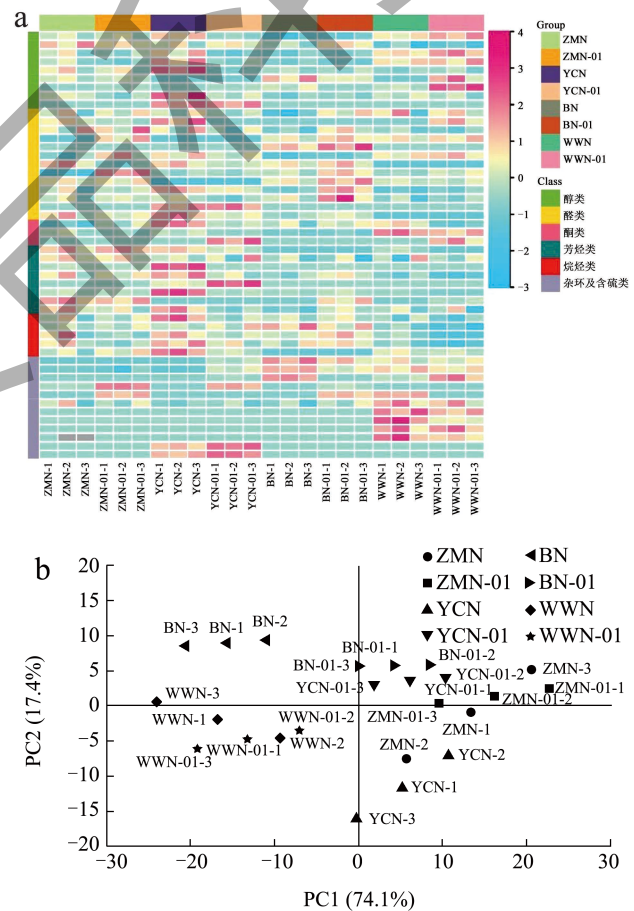 a
Group
ZMN
ZMN-01
YCN
YCN-01
BN
BN-01
WWN
WWN-01
Class
醇类
醛类
酮类
芳烃类
烷烃类
杂环及含硫类
4
3
2
1
0
−1
−2
−3
ZMN-1
ZMN-2
ZMN-3
ZMN-01-1
ZMN-01-2
ZMN-01-3
YCN-1
YCN-2
YCN-3
YCN-01-1
YCN-01-2
YCN-01-3
BN-1
BN-2
BN-3
BN-01-1
BN-01-2
BN-01-3
WWN-1
WWN-2
WWN-3
WWN-01-1
WWN-01-2
WWN-01-3
b
ZMN
BN
ZMN-01
BN-01
YCN
WWN
YCN-01
WWN-01
20
15
10
5
0
−5
−10
−15
−20
PC2 (17.4%)
BN-3
BN-1
BN-2
BN-01-1
BN-01-3
BN-01-2
YCN-01-3
YCN-01-2
YCN-01-1
ZMN-3
ZMN-01-1
ZMN-01-2
ZMN-01-3
ZMN-1
ZMN-2
YCN-2
YCN-1
YCN-3
WWN-3
WWN-1
WWN-01-2
WWN-2
WWN-01-1
WWN-01-3
−30
−20
−10
0
10
20
30
PC1 (74.1%)